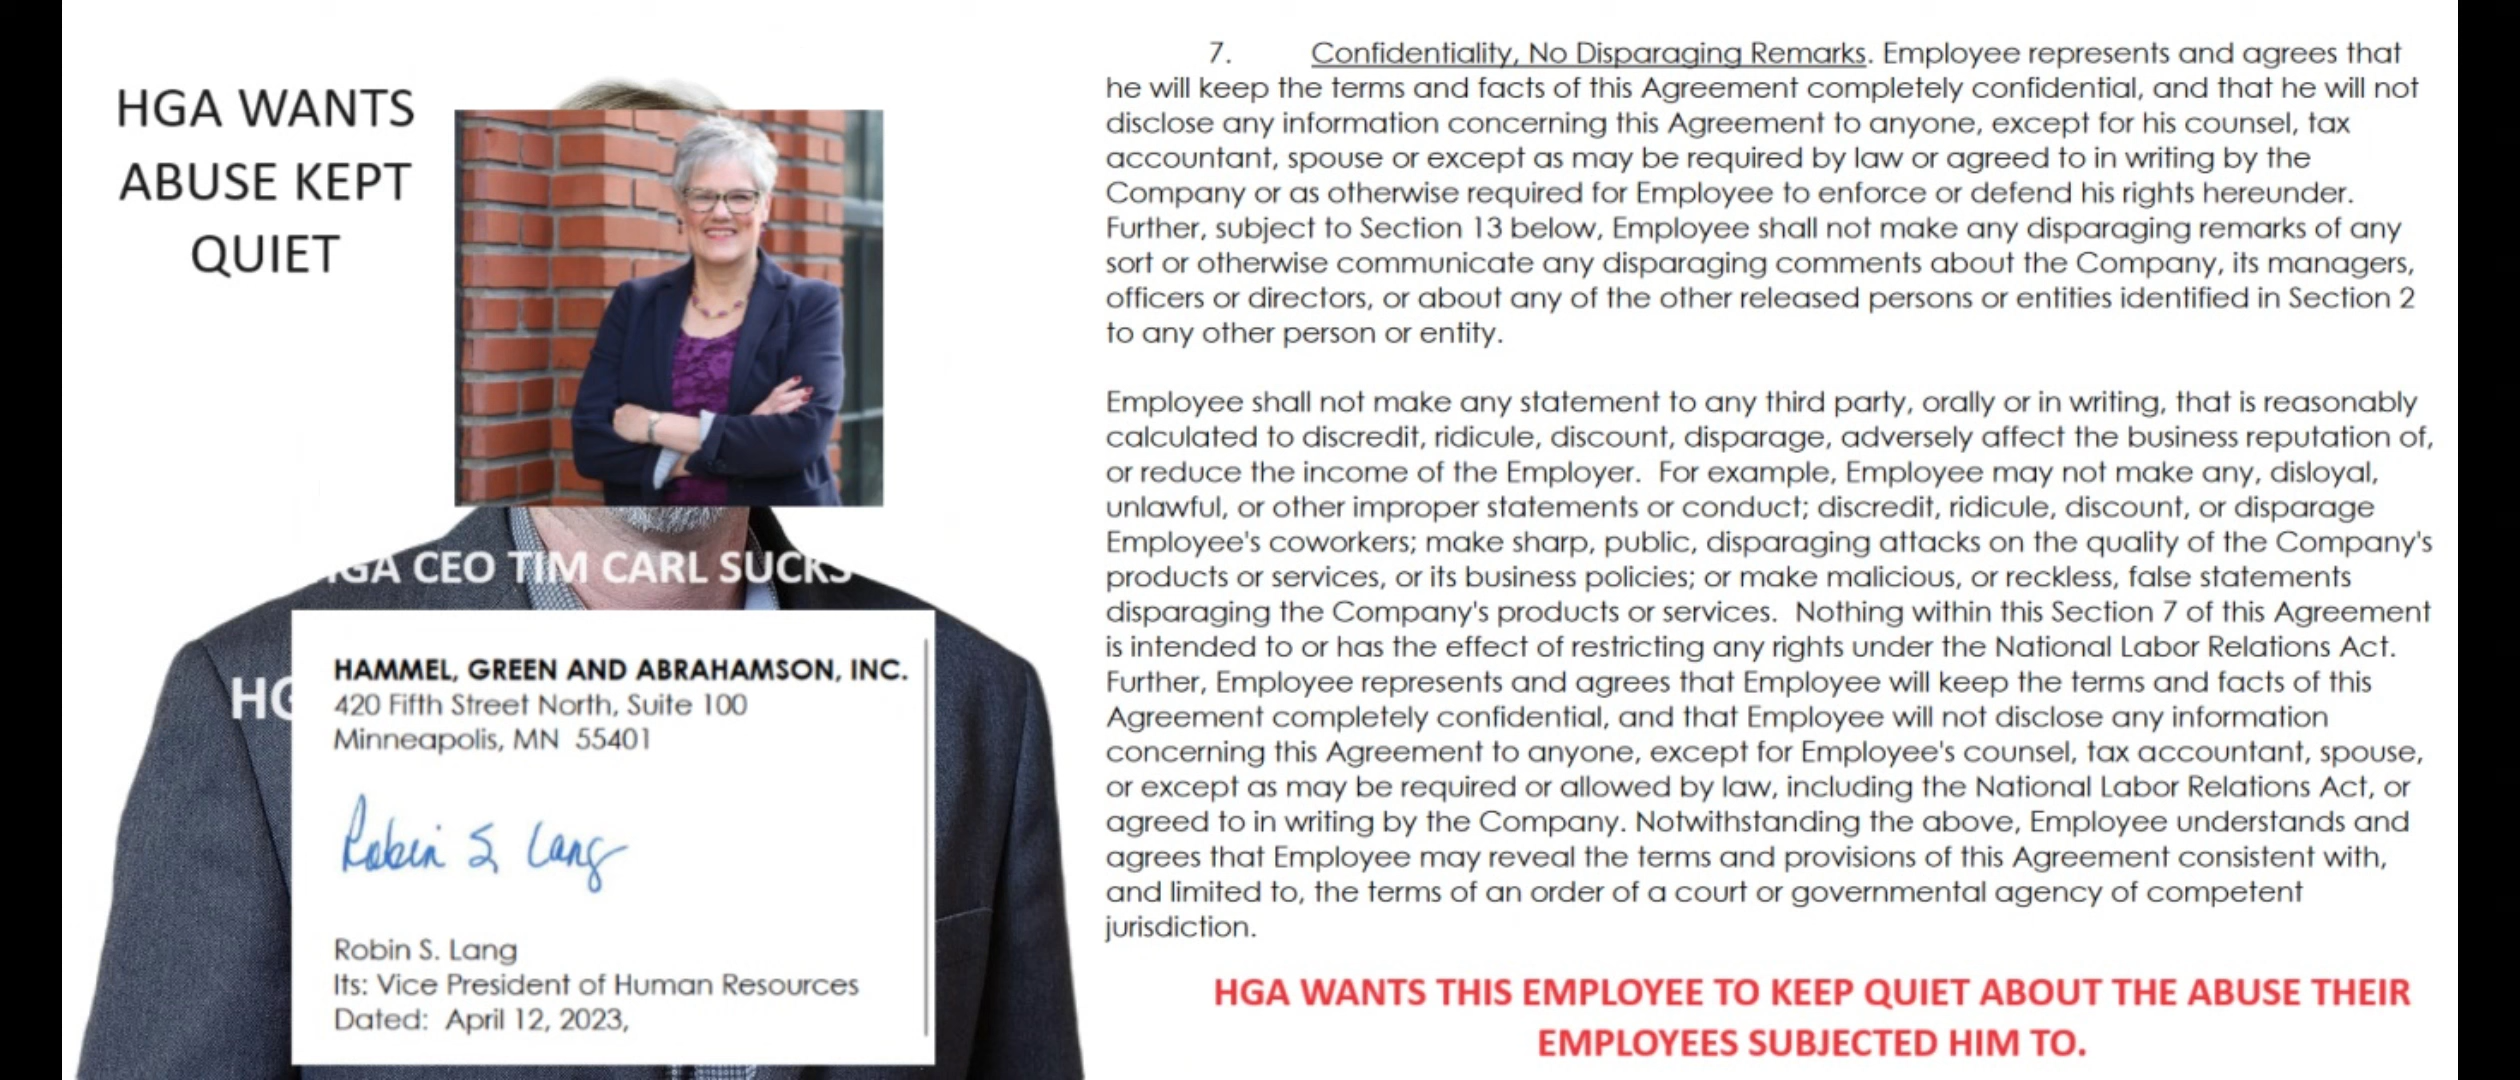 HGA WANTS
ABUSE KEPT
QUIET
GA CEO TIM CARL SUCKS
HG
HAMMEL, GREEN AND ABRAHAMSON, INC.
420 Fifth Street North, Suite 100
Minneapolis, MN  55401
Robin S. Lang
Robin S. Lang
Its: Vice President of Human Resources
Dated:  April 12, 2023,
7. Confidentiality, No Disparaging Remarks. Employee represents and agrees that
he will keep the terms and facts of this Agreement completely confidential, and that he will not
disclose any information concerning this Agreement to anyone, except for his counsel, tax
accountant, spouse or except as may be required by law or agreed to in writing by the
Company or as otherwise required for Employee to enforce or defend his rights hereunder.
Further, subject to Section 13 below, Employee shall not make any disparaging remarks of any
sort or otherwise communicate any disparaging comments about the Company, its managers,
officers or directors, or about any of the other released persons or entities identified in Section 2
to any other person or entity.
Employee shall not make any statement to any third party, orally or in writing, that is reasonably
calculated to discredit, ridicule, discount, disparage, adversely affect the business reputation of,
or reduce the income of the Employer.  For example, Employee may not make any, disloyal,
unlawful, or other improper statements or conduct; discredit, ridicule, discount, or disparage
Employee's coworkers; make sharp, public, disparaging attacks on the quality of the Company's
products or services, or its business policies; or make malicious, or reckless, false statements
disparaging the Company's products or services.  Nothing within this Section 7 of this Agreement
is intended to or has the effect of restricting any rights under the National Labor Relations Act.
Further, Employee represents and agrees that Employee will keep the terms and facts of this
Agreement completely confidential, and that Employee will not disclose any information
concerning this Agreement to anyone, except for Employee's counsel, tax accountant, spouse,
or except as may be required or allowed by law, including the National Labor Relations Act, or
agreed to in writing by the Company. Notwithstanding the above, Employee understands and
agrees that Employee may reveal the terms and provisions of this Agreement consistent with,
and limited to, the terms of an order of a court or governmental agency of competent
jurisdiction.
HGA WANTS THIS EMPLOYEE TO KEEP QUIET ABOUT THE ABUSE THEIR
EMPLOYEES SUBJECTED HIM TO.